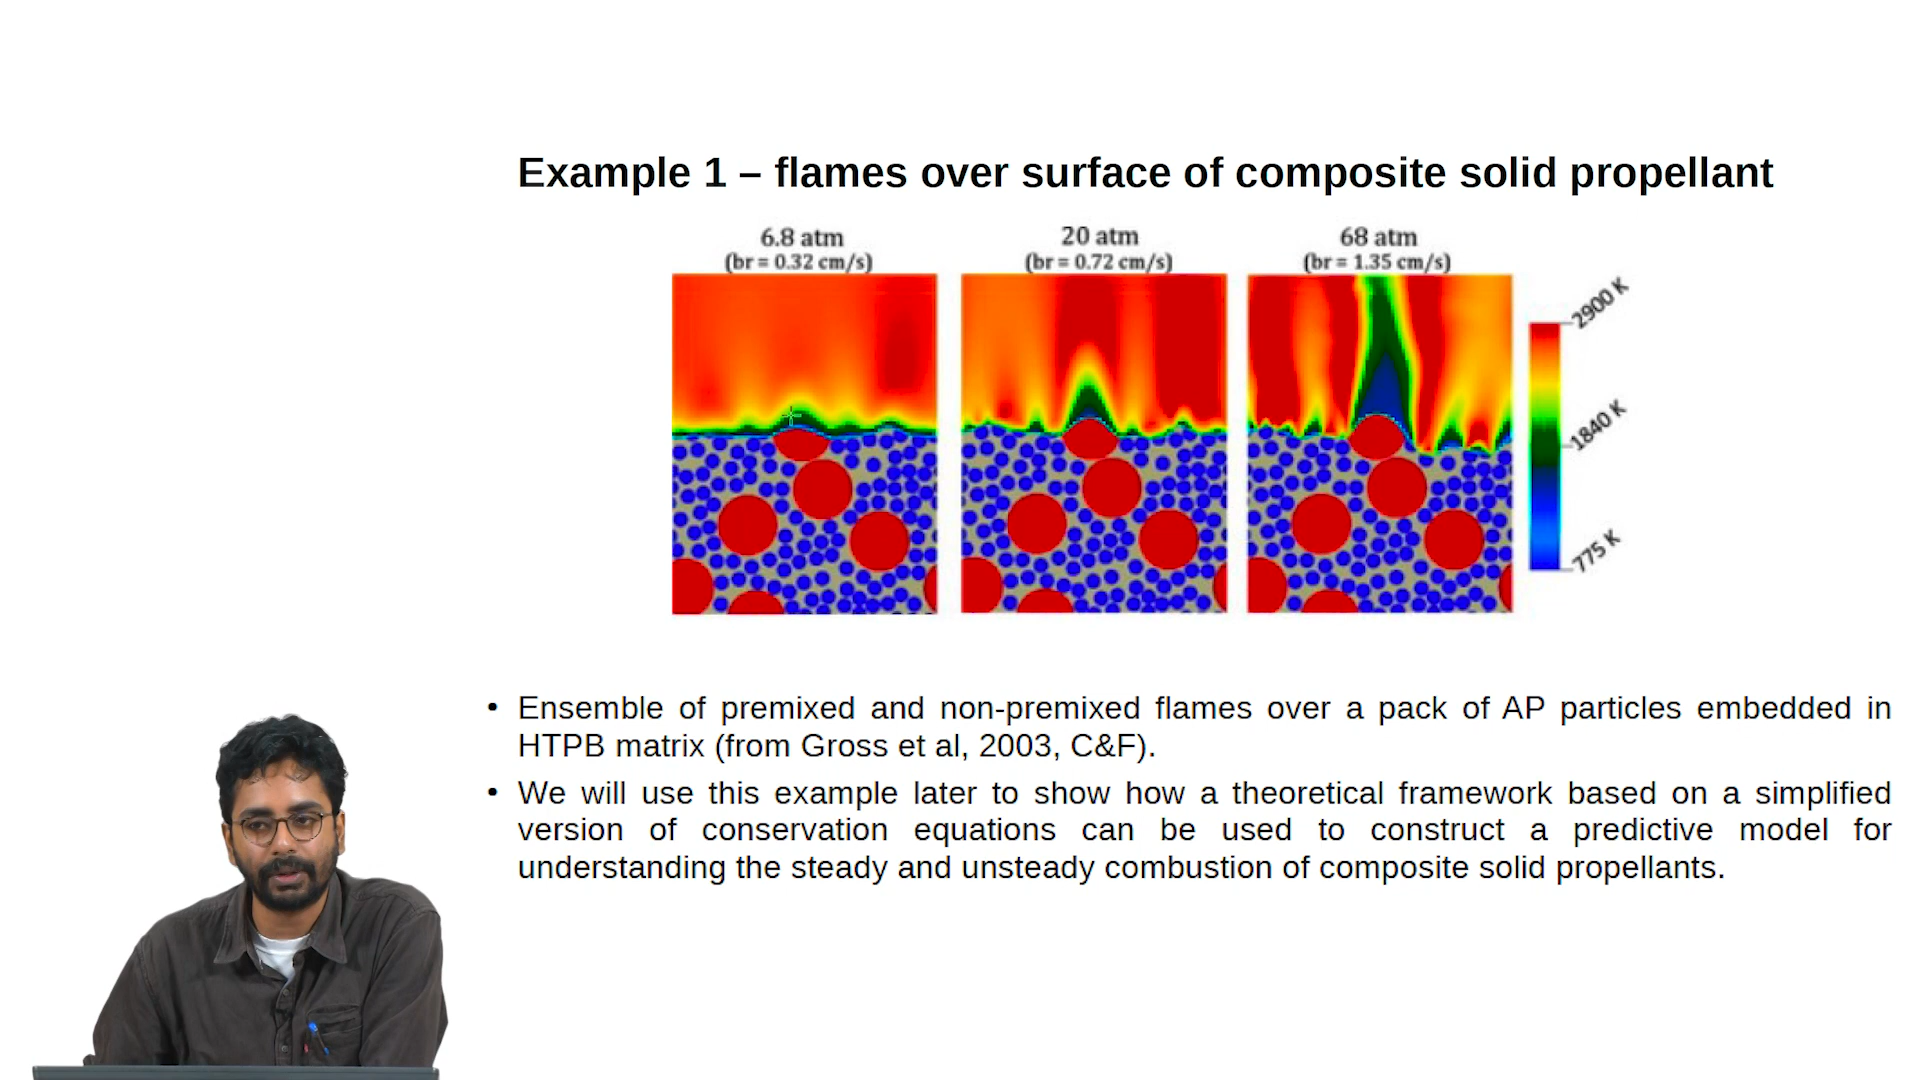 Example 1 – flames over surface of composite solid propellant
6.8 atm
(br = 0.32 cm/s)
20 atm
(br = 0.72 cm/s)
68 atm
(br = 1.35 cm/s)
2900 K
1840 K
775 K
• Ensemble of premixed and non-premixed flames over a pack of AP particles embedded in
HTPB matrix (from Gross et al, 2003, C&F).
• We will use this example later to show how a theoretical framework based on a simplified
version of conservation equations can be used to construct a predictive model for
understanding the steady and unsteady combustion of composite solid propellants.